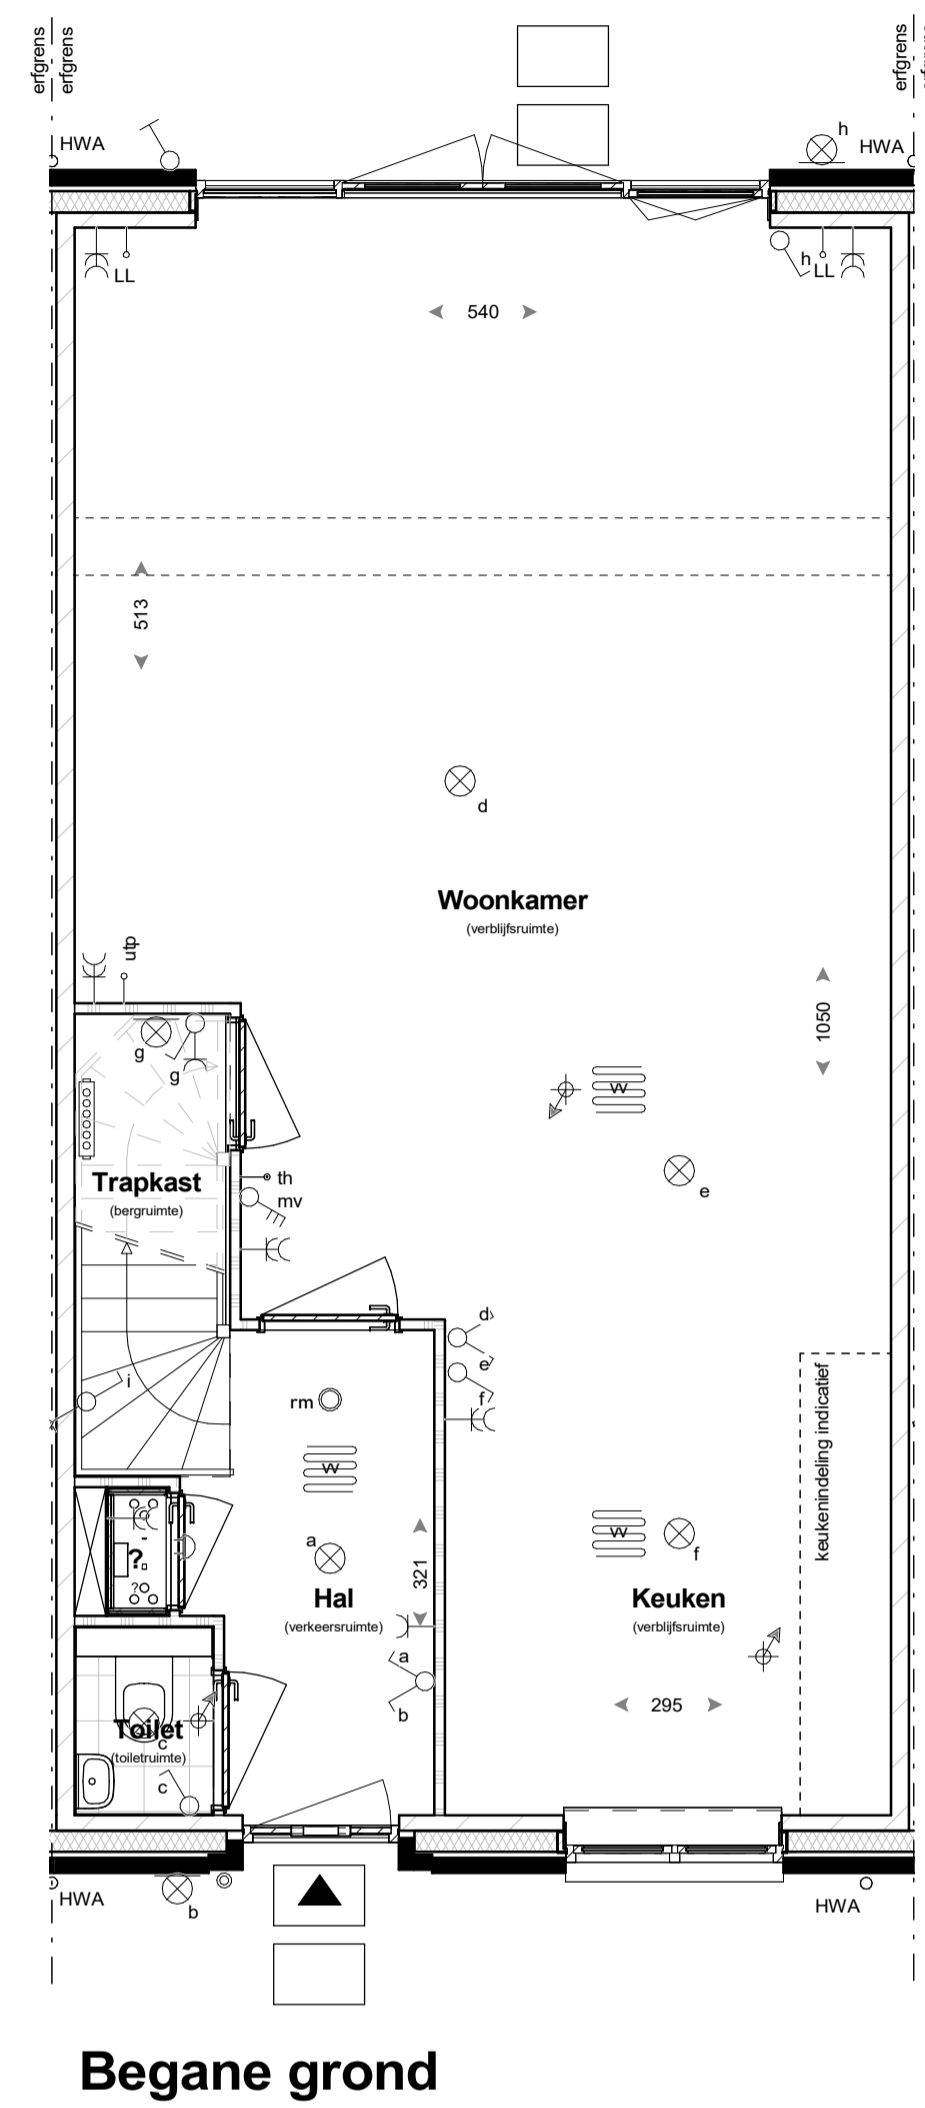 erfgrens
erfgrens
erfgrens
HWA
h
HWA
LL
h
LL
540
513
d
Woonkamer
(verblijfsruimte)
utp
1050
g
g
W
e
Trapkast
(bergruimte)
th
mv
d
e
f
i
rm
W
keukenindeling indicatief
a
W
f
?
?
321
Hal
(verkeersruimte)
Keuken
(verblijfsruimte)
a
b
295
Toilet
c
(toiletruimte)
c
HWA
b
HWA
Begane grond